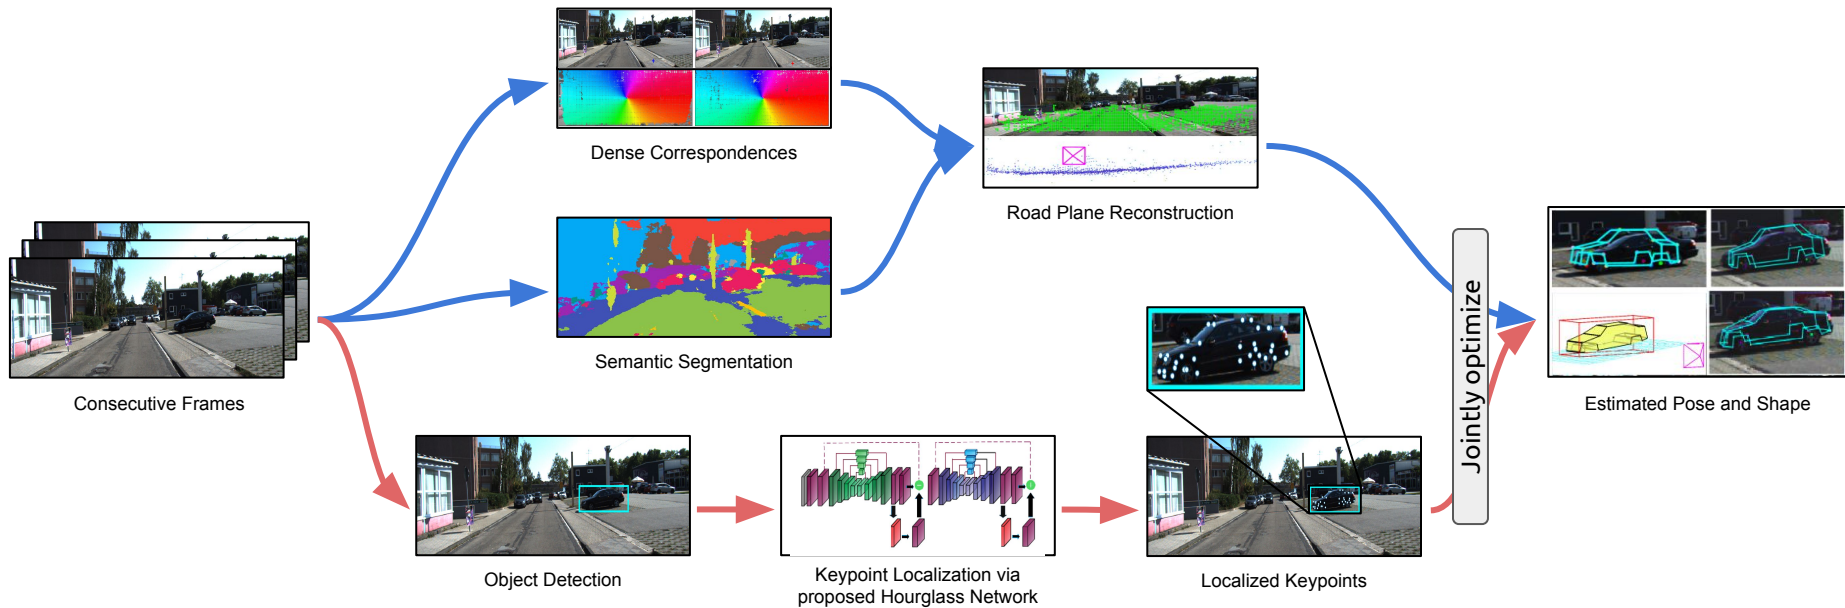 Dense Correspondences
Road Plane Reconstruction
Consecutive Frames
Semantic Segmentation
Jointly optimize
Estimated Pose and Shape
Object Detection
Keypoint Localization via
proposed Hourglass Network
Localized Keypoints